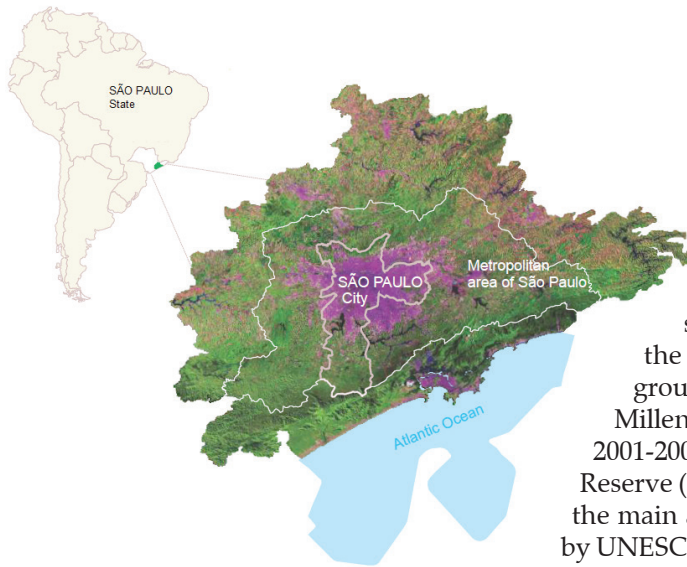 SÃO PAULO
State
SÃO PAULO
City
Metropolitan
area of São Paulo
Atlantic Ocean
the
Millen
2001-200
Reserve (
the main
by UNESC